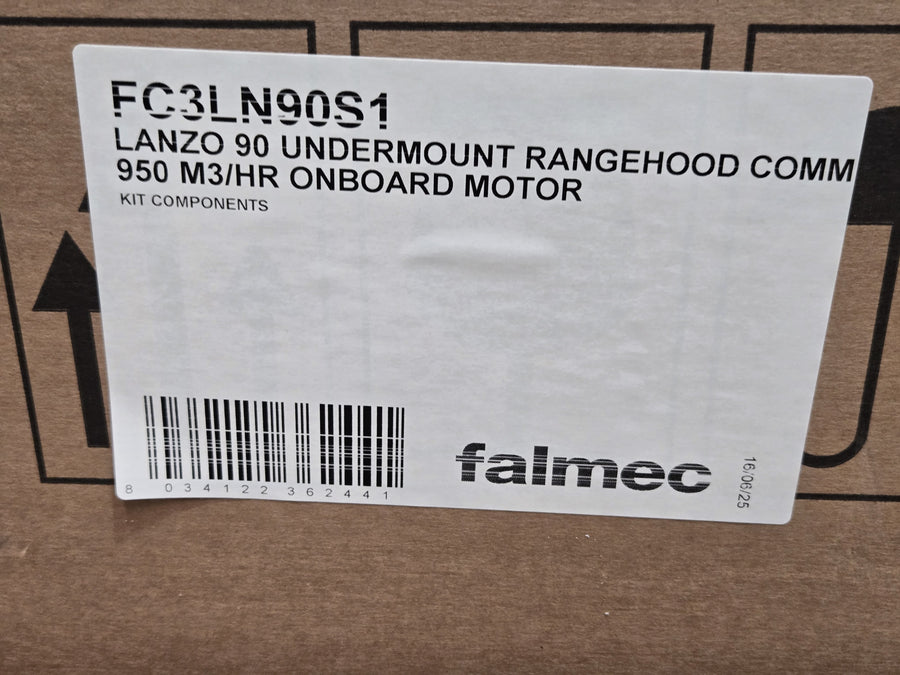 FC3LN90S1
LANZO 90 UNDERMOUNT RANGEHOOD COMM
950 M3/HR ONBOARD MOTOR
KIT COMPONENTS
8 034122 362441
falmec
16/06/25